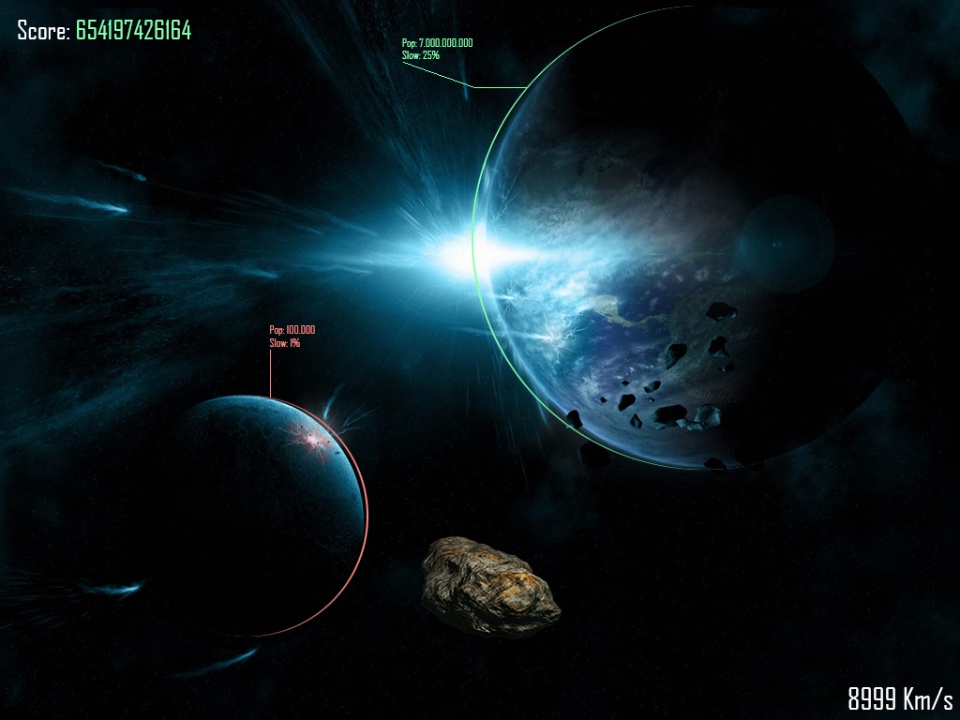 Score: 654197426164
Pop: 7.000.000.000
Slow: 25%
Pop: 100.000
Slow: 1%
8999 Km/s